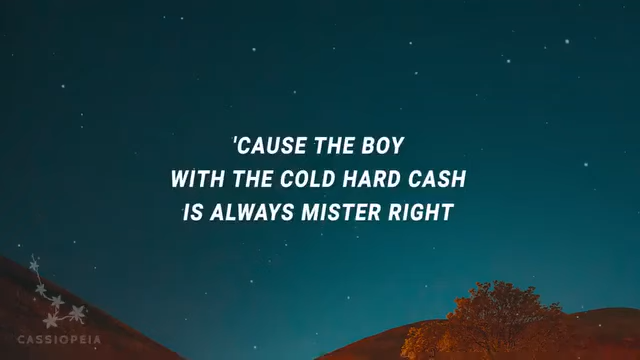 'CAUSE THE BOY
WITH THE COLD HARD CASH
IS ALWAYS MISTER RIGHT
CASSIOPEIA